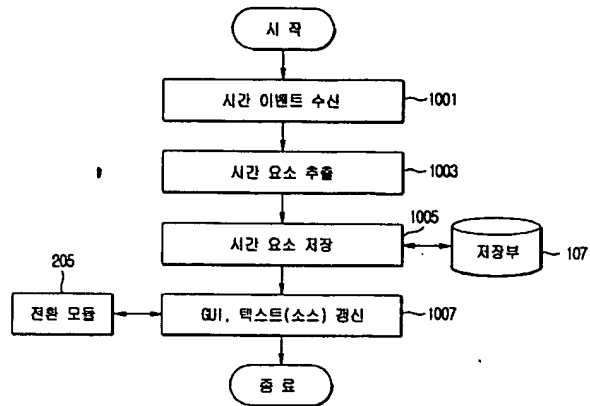 시 작
시간 이벤트 수신
1001
시간 요소 추출
1003
시간 요소 저장
1005
저장부
107
205
전환 모듈
GUI, 텍스트(소스) 갱신
1007
종 료